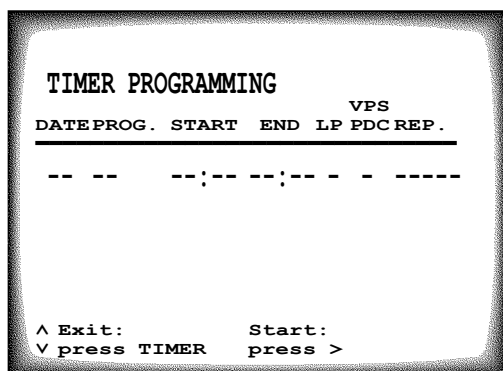 TIMER PROGRAMMING
VPS
DATE PROG. START END LP PDC REP.
-- -- --:-- --:-- - - -----
^ Exit: Start:
v press TIMER press >